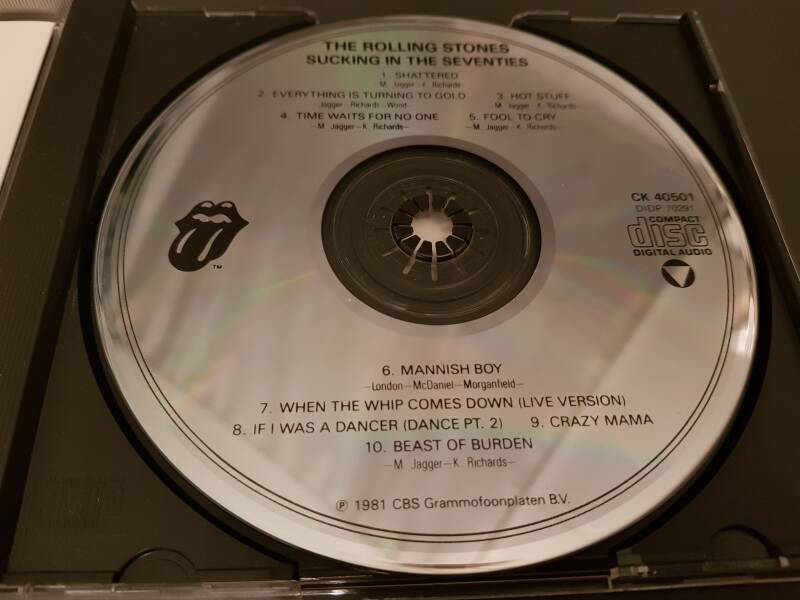 THE ROLLING STONES
SUCKING IN THE SEVENTIES
1. SHATTERED
M. Jagger–K. Richards
2. EVERYTHING IS TURNING TO GOLD 3. HOT STUFF
–Jagger–Richards–Wood– M. Jagger–K. Richards–
4. TIME WAITS FOR NO ONE 5. FOOL TO CRY
–M. Jagger–K. Richards– –M. Jagger–K. Richards–
CK 40501
DIDP 70291
COMPACT
disc
DIGITAL AUDIO
TM
6. MANNISH BOY
–London–McDaniel–Morganfield–
7. WHEN THE WHIP COMES DOWN (LIVE VERSION)
8. IF I WAS A DANCER (DANCE PT. 2) 9. CRAZY MAMA
10. BEAST OF BURDEN
–M. Jagger–K. Richards–
℗ 1981 CBS Grammofoonplaten B.V.